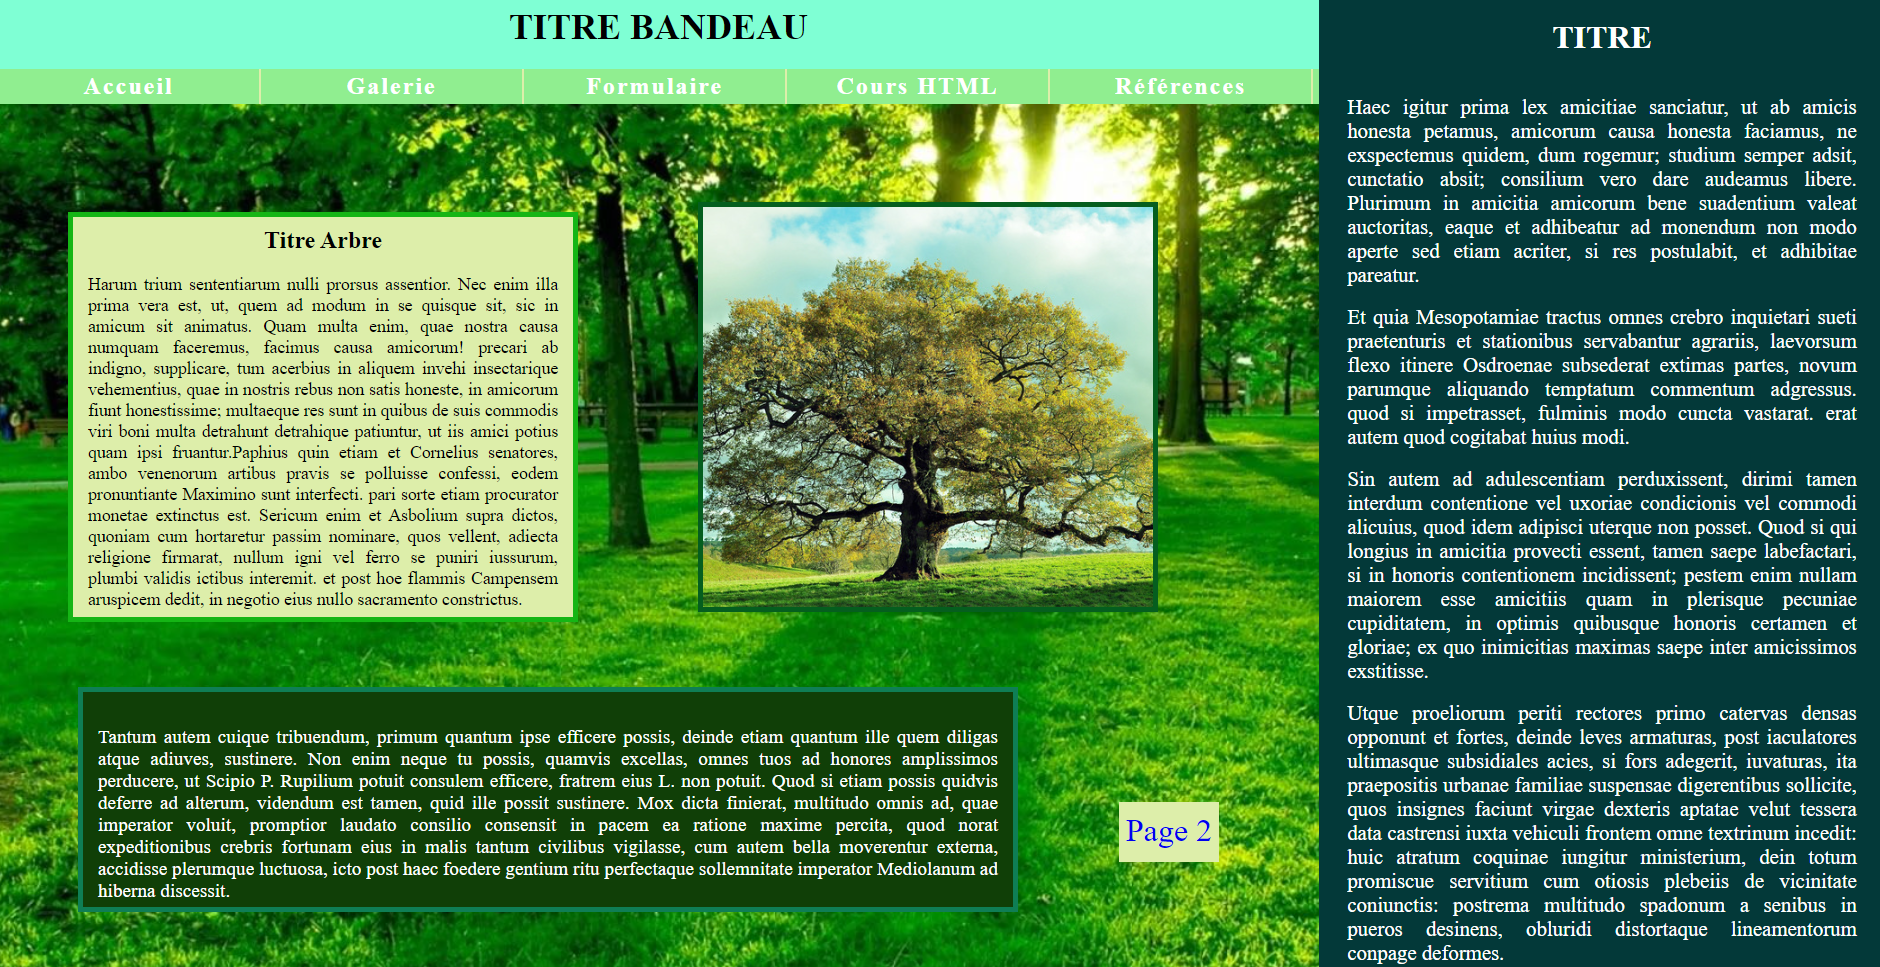 TITRE BANDEAU
Accueil
Galerie
Formulaire
Cours HTML
Références
Titre Arbre
Harum trium sententiarum nulli prorsus assentior. Nec enim illa
prima vera est, ut, quem ad modum in se quisque sit, sic in
amicum sit animatus. Quam multa enim, quae nostra causa
numquam faceremus, facimus causa amicorum! precari ab
indigno, supplicare, tum acerbius in aliquem invehi insectarique
vehementius, quae in nostris rebus non satis honeste, in amicorum
fiunt honestissime; multaeque res sunt in quibus de suis commodis
viri boni multa detrahunt detrahique patiuntur, ut iis amici potius
quam ipsi fruantur.Paphius quin etiam et Cornelius senatores,
ambo venenorum artibus pravis se polluisse confessi, eodem
pronuntiante Maximino sunt interfecti. pari sorte etiam procurator
monetae extinctus est. Sericum enim et Asbolium supra dictos,
quoniam cum hortaretur passim nominare, quos vellent, adiecta
religione firmarat, nullum igni vel ferro se puniri iussurum,
plumbi validis ictibus interemit. et post hoe flammis Campensem
aruspicem dedit, in negotio eius nullo sacramento constrictus.
Tantum autem cuique tribuendum, primum quantum ipse efficere possis, deinde etiam quantum ille quem diligas
atque adiuves, sustinere. Non enim neque tu possis, quamvis excellas, omnes tuos ad honores amplissimos
perducere, ut Scipio P. Rupilium potuit consulem efficere, fratrem eius L. non potuit. Quod si etiam possis quidvis
deferre ad alterum, videndum est tamen, quid ille possit sustinere. Mox dicta finierat, multitudo omnis ad, quae
imperator voluit, promptior laudato consilio consensit in pacem ea ratione maxime percita, quod norat
expeditionibus crebris fortunam eius in malis tantum civilibus vigilasse, cum autem bella moverentur externa,
accidisse plerumque luctuosa, icto post haec foedere gentium ritu perfectaque sollemnitate imperator Mediolanum ad
hiberna discessit.
Page 2
TITRE
Haec igitur prima lex amicitiae sanciatur, ut ab amicis
honesta petamus, amicorum causa honesta faciamus, ne
exspectemus quidem, dum rogemur; studium semper adsit,
cunctatio absit; consilium vero dare audeamus libere.
Plurimum in amicitia amicorum bene suadentium valeat
auctoritas, eaque et adhibeatur ad monendum non modo
aperte sed etiam acriter, si res postulabit, et adhibitae
pareatur.
Et quia Mesopotamiae tractus omnes crebro inquietari sueti
praetenturis et stationibus servabantur agrariis, laevorsum
flexo itinere Osdroenae subsederat extimas partes, novum
parumque aliquando temptatum commentum adgressus.
quod si impetrasset, fulminis modo cuncta vastarat. erat
autem quod cogitabat huius modi.
Sin autem ad adulescentiam perduxissent, dirimi tamen
interdum contentione vel uxoriae condicionis vel commodi
alicuius, quod idem adipisci uterque non posset. Quod si qui
longius in amicitia provecti essent, tamen saepe labefactari,
si in honoris contentionem incidissent; pestem enim nullam
maiorem esse amicitiis quam in plerisque pecuniae
cupiditatem, in optimis quibusque honoris certamen et
gloriae; ex quo inimicitias maximas saepe inter amicissimos
exstitisse.
Utque proeliorum periti rectores primo catervas densas
opponunt et fortes, deinde leves armaturas, post iaculatores
ultimasque subsidiales acies, si fors adegerit, iuvaturas, ita
praepositis urbanae familiae suspensae digerentibus sollicite,
quos insignes faciunt virgae dexteris aptatae velut tessera
data castrensi iuxta vehiculi frontem omne textrinum incedit:
huic atratum coquinae iungitur ministerium, dein totum
promiscue servitium cum otiosis plebeiis de vicinitate
coniunctis: postrema multitudo spadonum a senibus in
pueros desinens, obluridi distortaque lineamentorum
conpage deformes.